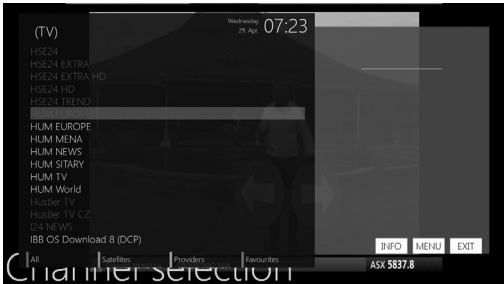 (TV)
Wednesday
29. Apr 07:23
HSE24
HSE24 EXTRA
HSE24 EXTRA HD
HSE24 HD
HSE24 TREND
HUM EUROPE
HUM EUROPE
HUM MENA
HUM NEWS
HUM SITARY
HUM TV
HUM World
Hustler TV
Hustler TV CZ
I24 NEWS
IBB OS Download 8 (DCP)
INFO MENU EXIT
All Satellites Providers Favourites
Channel selection
ASX 5837.8